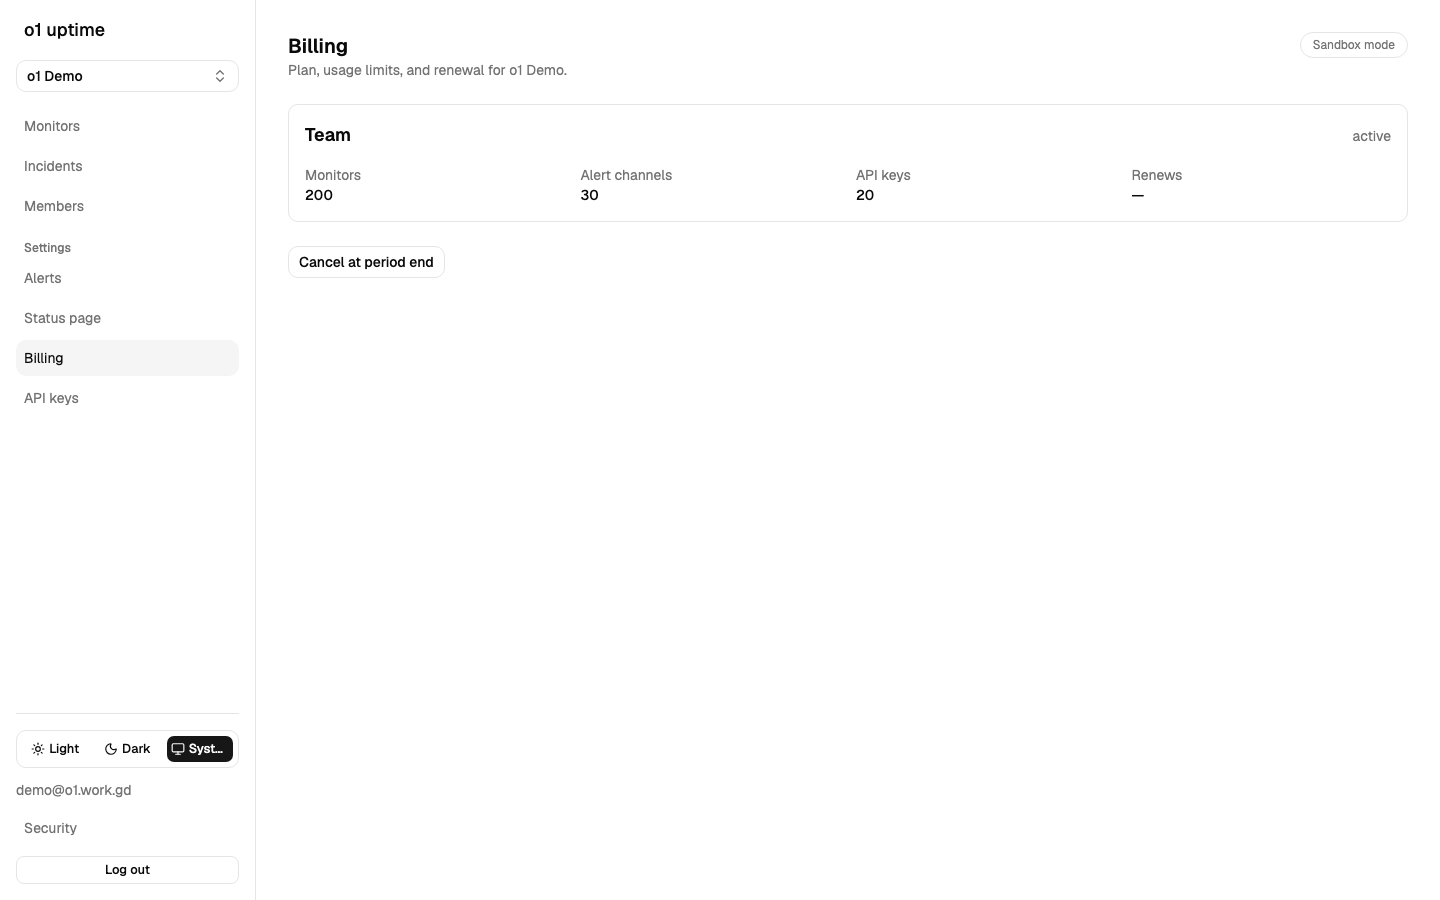 o1 uptime
o1 Demo
Monitors
Incidents
Members
Settings
Alerts
Status page
Billing
API keys
Light Dark Syst...
demo@o1.work.gd
Security
Log out
Billing
Sandbox mode
Plan, usage limits, and renewal for o1 Demo.
Team
active
Monitors Alert channels API keys Renews
200 30 20 —
Cancel at period end